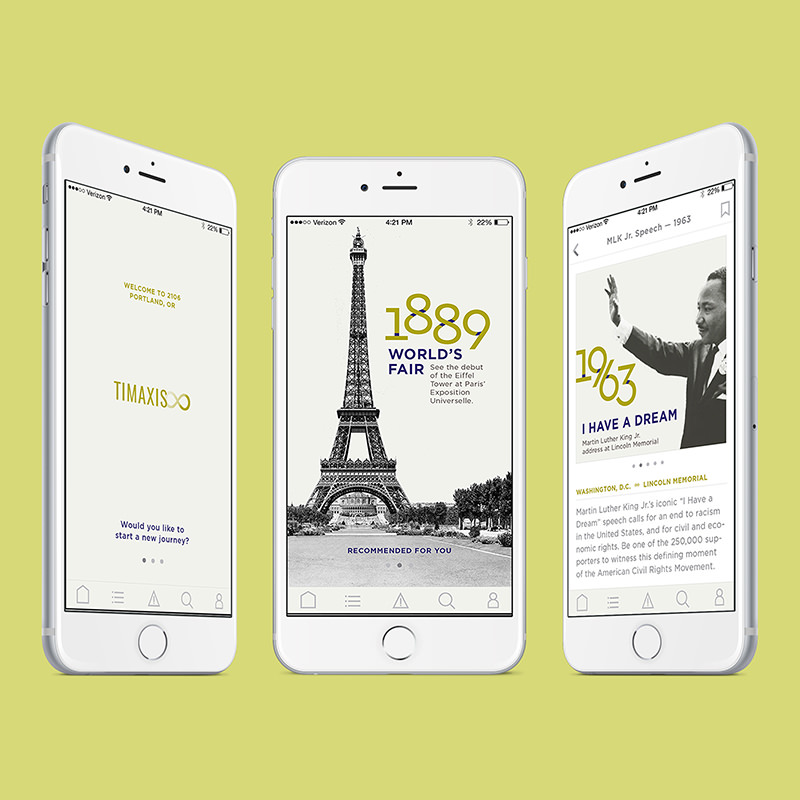 Verizon
4:21 PM
22%
WELCOME TO 2106
PORTLAND, OR
TIMAXIS
Would you like to
start a new journey?
Verizon
4:21 PM
22%
1889
WORLD'S
FAIR
See the debut
of the Eiffel
Tower at Paris'
Exposition
Universelle.
RECOMMENDED FOR YOU
Verizon
4:21 PM
22%
MLK Jr. Speech — 1963
1963
I HAVE A DREAM
Martin Luther King Jr.
address at Lincoln Memorial
WASHINGTON, D.C. ∞ LINCOLN MEMORIAL
Martin Luther King Jr.'s iconic "I Have a
Dream" speech calls for an end to racism
in the United States, and for civil and eco-
nomic rights. Be one of the 250,000 sup-
porters to witness this defining moment
of the American Civil Rights Movement.